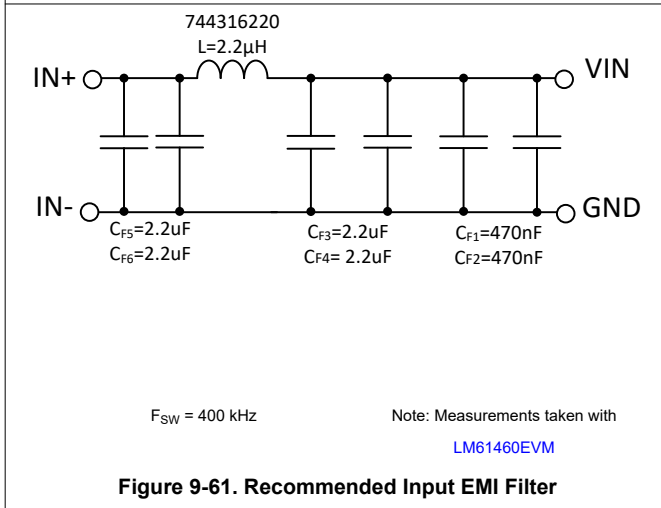 744316220
L=2.2µH
IN+
VIN
IN-
GND
CF5=2.2uF
CF6=2.2uF
CF3=2.2uF
CF4= 2.2uF
CF1=470nF
CF2=470nF
FSW = 400 kHz
Note: Measurements taken with
LM61460EVM
Figure 9-61. Recommended Input EMI Filter